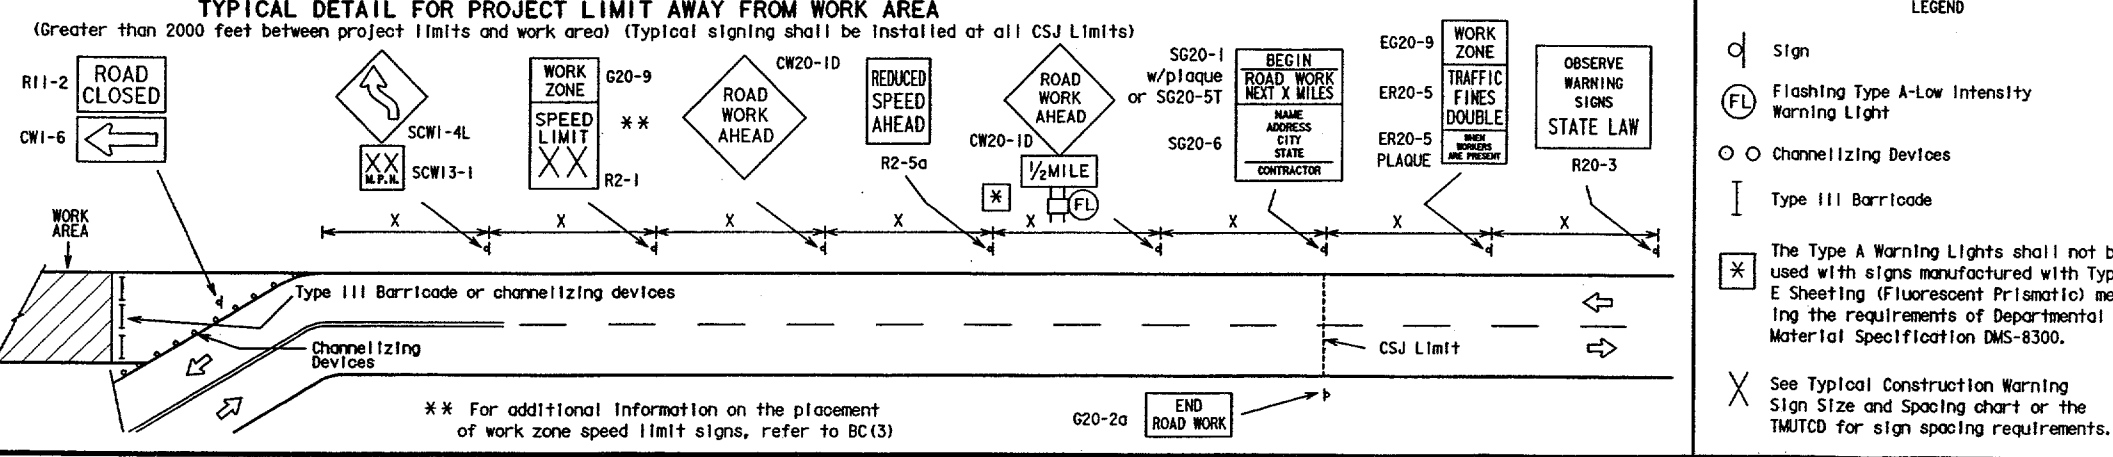 TYPICAL DETAIL FOR PROJECT LIMIT AWAY FROM WORK AREA
(Greater than 2000 feet between project limits and work area) (Typical signing shall be installed at all CSJ Limits)
R11-2
ROAD
CLOSED
CW1-6
SCW1-4L
XX
M.P.H.
SCW13-1
WORK
ZONE
G20-9
SPEED
LIMIT
XX
**
R2-1
CW20-1D
ROAD
WORK
AHEAD
REDUCED
SPEED
AHEAD
R2-5a
ROAD
WORK
AHEAD
CW20-1D
1/2 MILE
*
FL
SG20-1
w/plaque
or SG20-5T
BEGIN
ROAD WORK
NEXT X MILES
SG20-6
NAME
ADDRESS
CITY
STATE
CONTRACTOR
EG20-9
WORK
ZONE
ER20-5
TRAFFIC
FINES
DOUBLE
ER20-5
PLAQUE
WHEN
WORKERS
ARE PRESENT
OBSERVE
WARNING
SIGNS
STATE LAW
R20-3
X X X X X X X X
WORK
AREA
Type III Barricade or channelizing devices
Channelizing
Devices
CSJ Limit
** For additional information on the placement
of work zone speed limit signs, refer to BC(3)
G20-2a
END
ROAD WORK
LEGEND
Sign
FL
Flashing Type A-Low Intensity
Warning Light
Channelizing Devices
Type III Barricade
*
The Type A Warning Lights shall not b
used with signs manufactured with Typ
E Sheeting (Fluorescent Prismatic) me
ing the requirements of Departmental
Material Specification DMS-8300.
X
See Typical Construction Warning
Sign Size and Spacing chart or the
TMUTCD for sign spacing requirements.